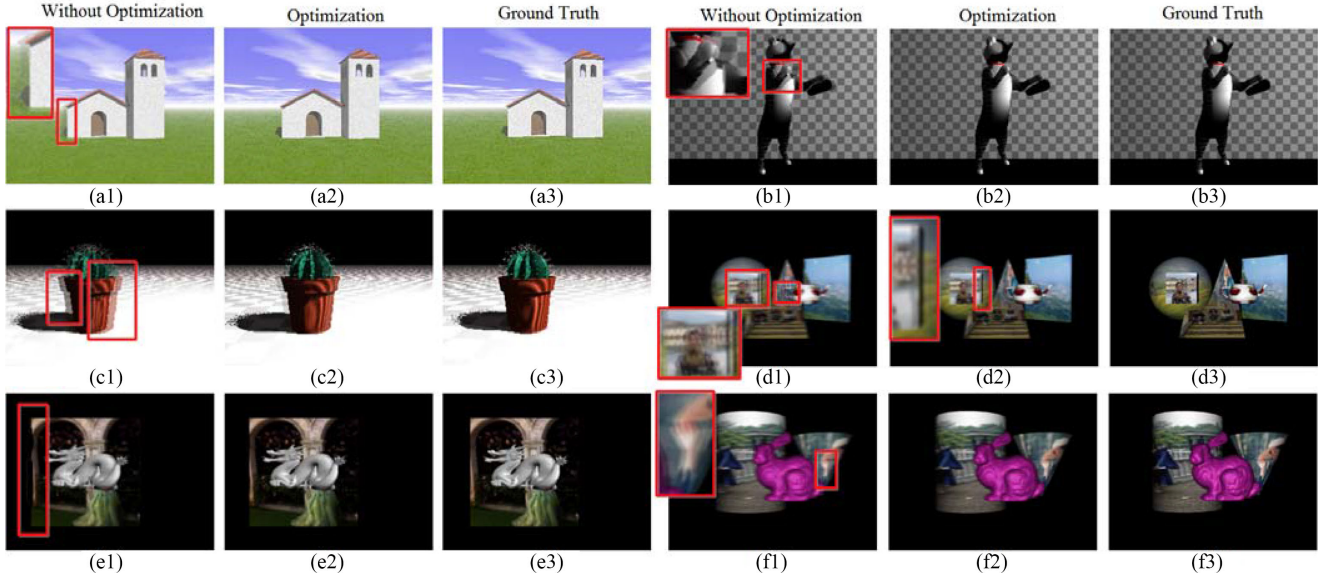 Without Optimization Optimization Ground Truth Without Optimization Optimization Ground Truth
(a1) (a2) (a3) (b1) (b2) (b3)
(c1) (c2) (c3) (d1) (d2) (d3)
(e1) (e2) (e3) (f1) (f2) (f3)